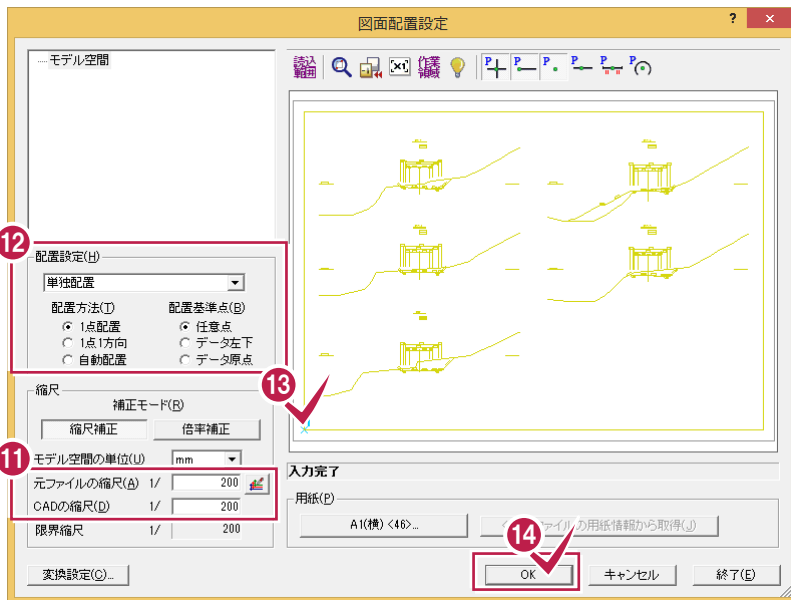 図面配置設定
?
×
モデル空間
読込
範囲
×1
作業
領域
P
P
P
P
P
P
12
配置設定(H)
単独配置
配置方法(T)
配置基準点(B)
1点配置
任意点
1点1方向
データ左下
自動配置
データ原点
13
縮尺
補正モード(R)
縮尺補正
倍率補正
モデル空間の単位(U)
mm
11
元ファイルの縮尺(A) 1/ 200
CADの縮尺(D) 1/ 200
限界縮尺 1/ 200
入力完了
用紙(P)
A1(横) <46>...
の用紙情報から取得(J)
14
変換設定(C)...
OK
キャンセル
終了(E)